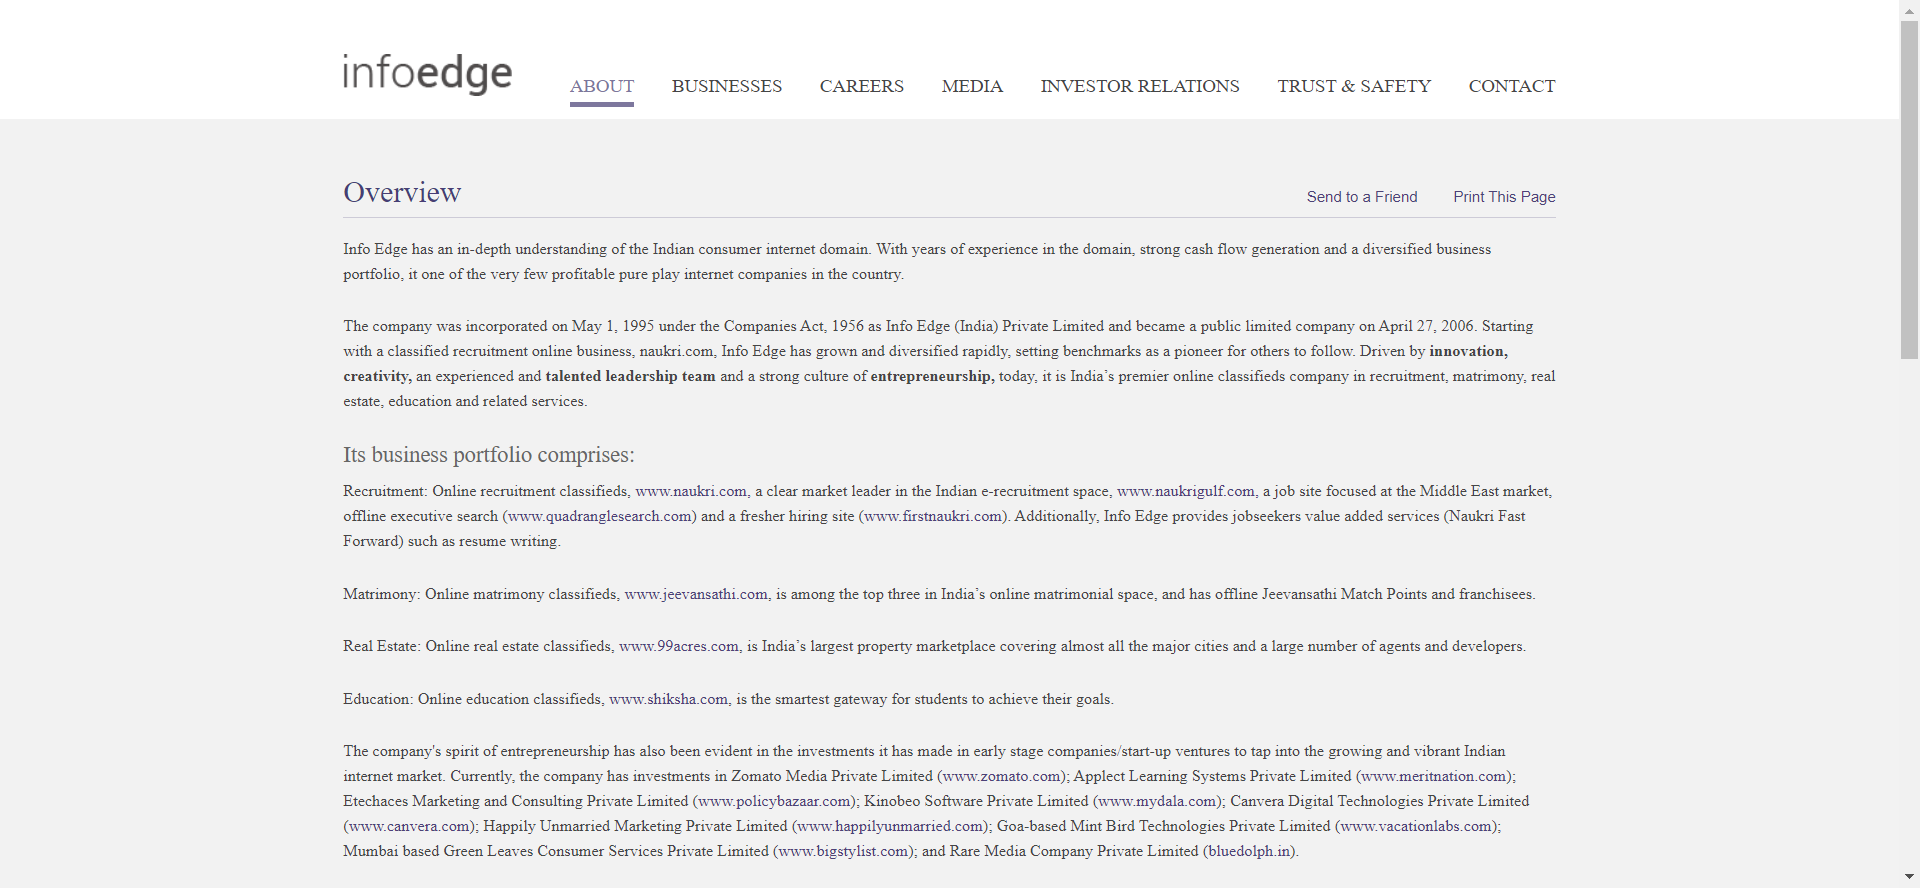 infoedge
ABOUT
BUSINESSES
CAREERS
MEDIA
INVESTOR RELATIONS
TRUST & SAFETY
CONTACT
Overview
Send to a Friend
Print This Page
Info Edge has an in-depth understanding of the Indian consumer internet domain. With years of experience in the domain, strong cash flow generation and a diversified business
portfolio, it one of the very few profitable pure play internet companies in the country.
The company was incorporated on May 1, 1995 under the Companies Act, 1956 as Info Edge (India) Private Limited and became a public limited company on April 27, 2006. Starting
with a classified recruitment online business, naukri.com, Info Edge has grown and diversified rapidly, setting benchmarks as a pioneer for others to follow. Driven by innovation,
creativity, an experienced and talented leadership team and a strong culture of entrepreneurship, today, it is India’s premier online classifieds company in recruitment, matrimony, real
estate, education and related services.
Its business portfolio comprises:
Recruitment: Online recruitment classifieds, www.naukri.com, a clear market leader in the Indian e-recruitment space, www.naukrigulf.com, a job site focused at the Middle East market,
offline executive search (www.quadranglesearch.com) and a fresher hiring site (www.firstnaukri.com). Additionally, Info Edge provides jobseekers value added services (Naukri Fast
Forward) such as resume writing.
Matrimony: Online matrimony classifieds, www.jeevansathi.com, is among the top three in India’s online matrimonial space, and has offline Jeevansathi Match Points and franchisees.
Real Estate: Online real estate classifieds, www.99acres.com, is India’s largest property marketplace covering almost all the major cities and a large number of agents and developers.
Education: Online education classifieds, www.shiksha.com, is the smartest gateway for students to achieve their goals.
The company's spirit of entrepreneurship has also been evident in the investments it has made in early stage companies/start-up ventures to tap into the growing and vibrant Indian
internet market. Currently, the company has investments in Zomato Media Private Limited (www.zomato.com); Applect Learning Systems Private Limited (www.meritnation.com);
Etechaces Marketing and Consulting Private Limited (www.policybazaar.com); Kinobeo Software Private Limited (www.mydala.com); Canvera Digital Technologies Private Limited
(www.canvera.com); Happily Unmarried Marketing Private Limited (www.happilyunmarried.com); Goa-based Mint Bird Technologies Private Limited (www.vacationlabs.com);
Mumbai based Green Leaves Consumer Services Private Limited (www.bigstylist.com); and Rare Media Company Private Limited (bluedolph.in).